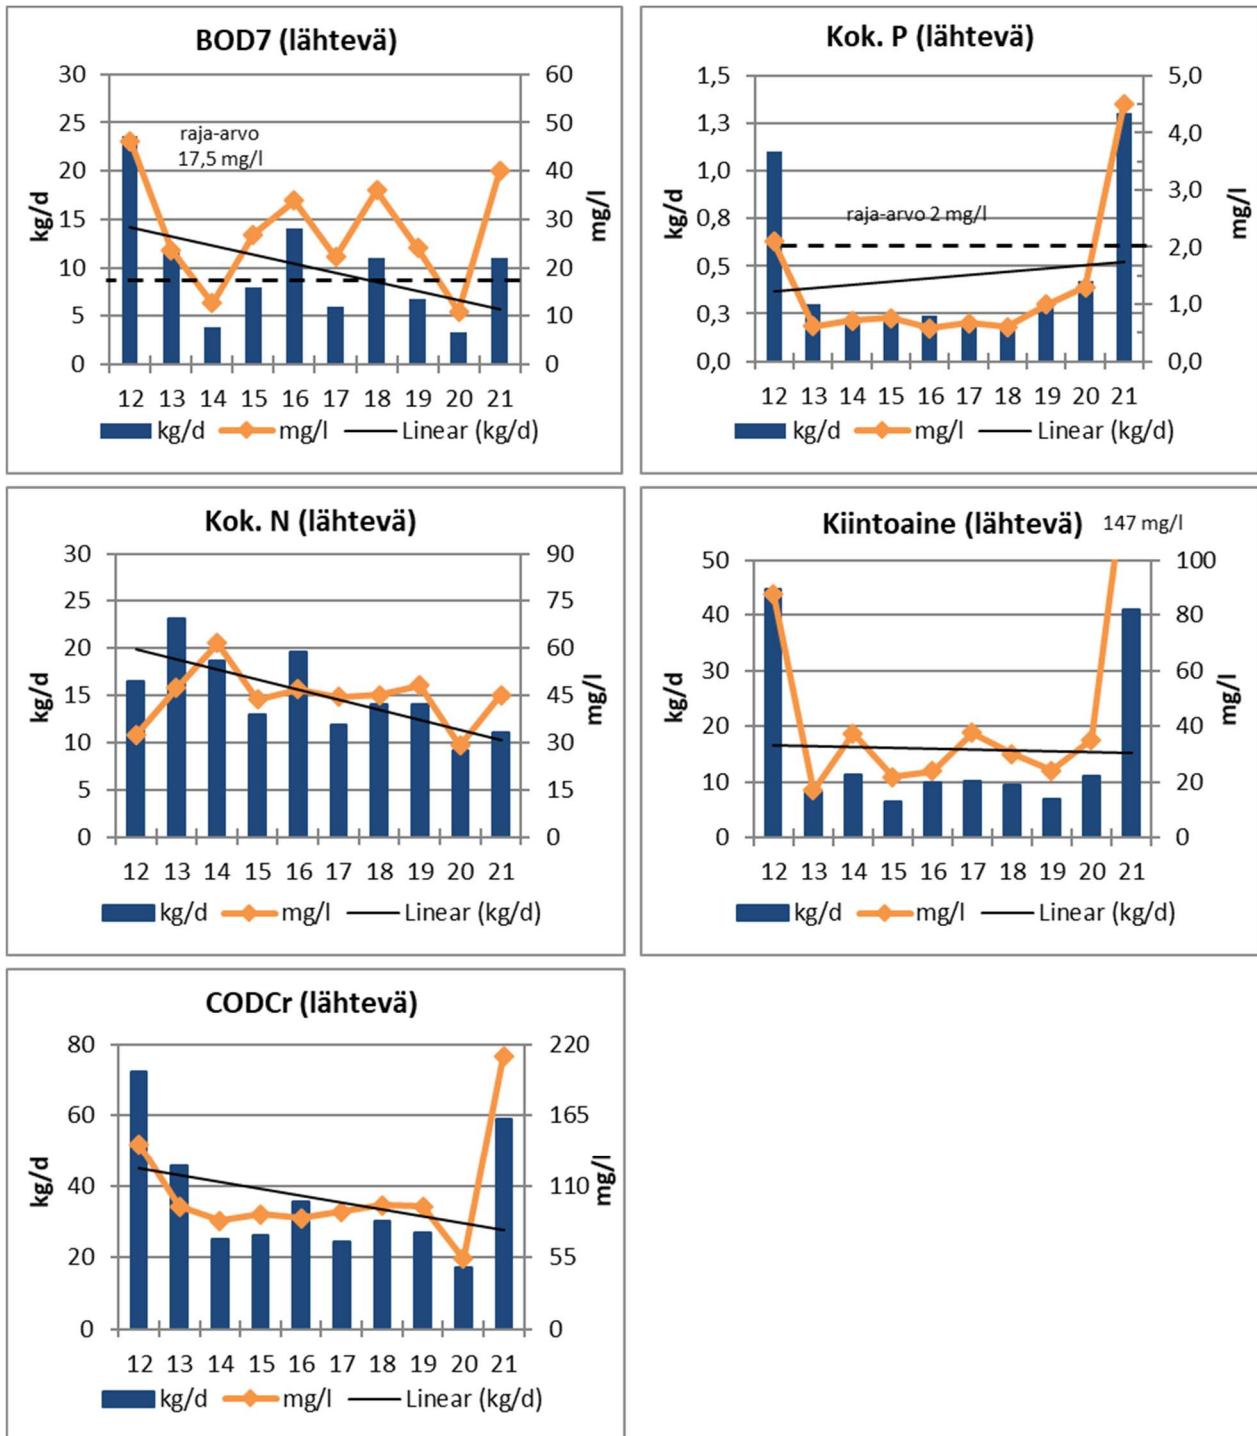 BOD7 (lähtevä)
30
25
20
15
10
5
0
kg/d
60
50
40
30
20
10
0
mg/l
raja-arvo
17,5 mg/l
12 13 14 15 16 17 18 19 20 21
kg/d mg/l Linear (kg/d)
Kok. P (lähtevä)
1,5
1,3
1,0
0,8
0,5
0,3
0,0
kg/d
5,0
4,0
3,0
2,0
1,0
0,0
mg/l
raja-arvo 2 mg/l
12 13 14 15 16 17 18 19 20 21
kg/d mg/l Linear (kg/d)
Kok. N (lähtevä)
30
25
20
15
10
5
0
kg/d
90
75
60
45
30
15
0
mg/l
12 13 14 15 16 17 18 19 20 21
kg/d mg/l Linear (kg/d)
Kiintoaine (lähtevä) 147 mg/l
50
40
30
20
10
0
kg/d
100
80
60
40
20
0
mg/l
12 13 14 15 16 17 18 19 20 21
kg/d mg/l Linear (kg/d)
CODCr (lähtevä)
80
60
40
20
0
kg/d
220
165
110
55
0
mg/l
12 13 14 15 16 17 18 19 20 21
kg/d mg/l Linear (kg/d)